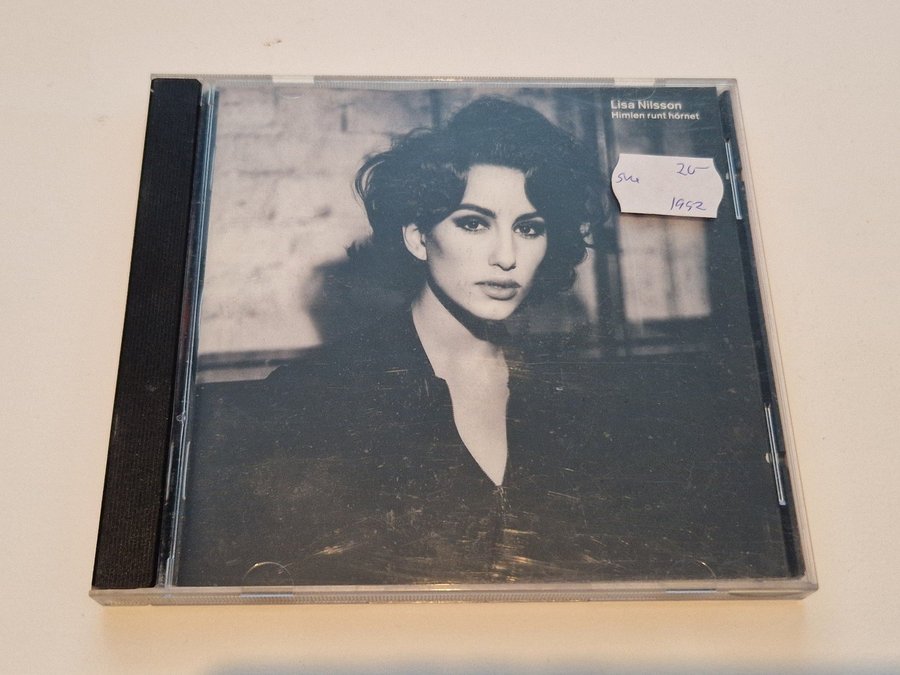 Lisa Nilsson
Himlen runt hörnet
20-
1992